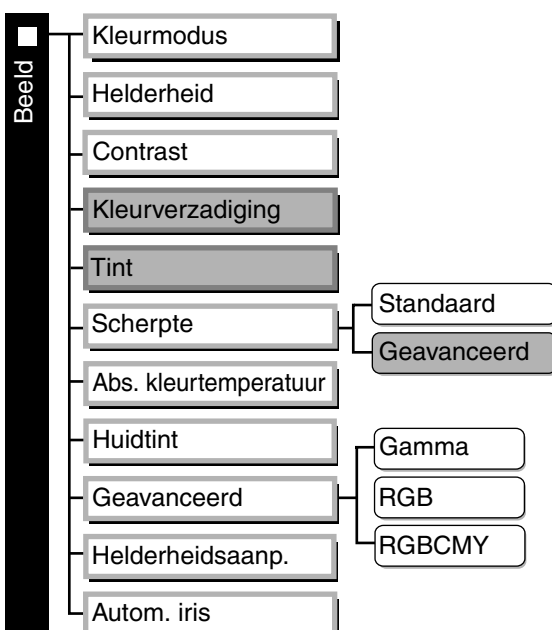 Beeld
Kleurmodus
Helderheid
Contrast
Kleurverzadiging
Tint
Scherpte
Standaard
Geavanceerd
Abs. kleurtemperatuur
Huidtint
Geavanceerd
Gamma
RGB
RGBCMY
Helderheidsaanp.
Autom. iris